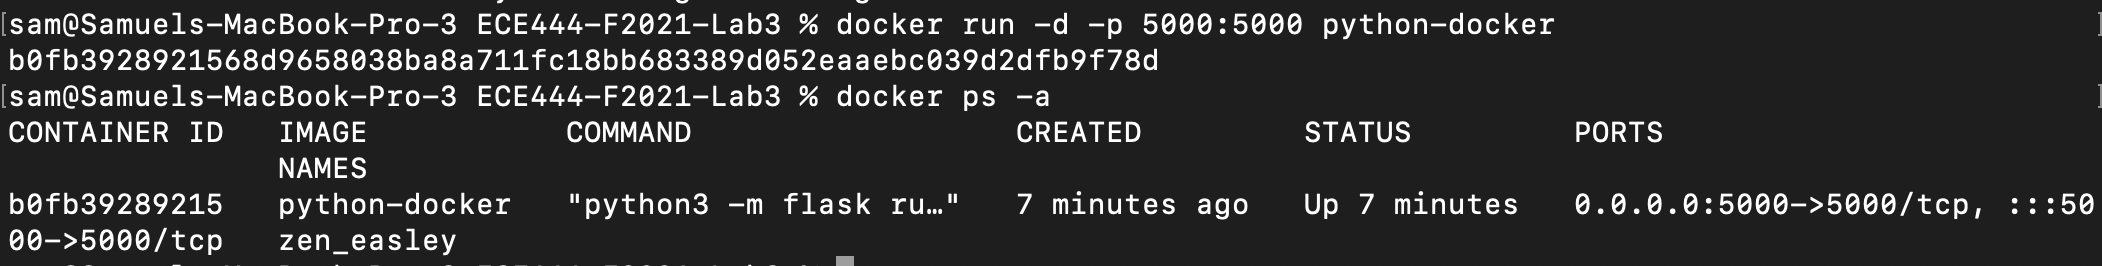 sam@Samuels-MacBook-Pro-3 ECE444-F2021-Lab3 % docker run -d -p 5000:5000 python-docker
b0fb3928921568d9658038ba8a711fc18bb683389d052eaaebc039d2dfb9f78d
sam@Samuels-MacBook-Pro-3 ECE444-F2021-Lab3 % docker ps -a
CONTAINER ID   IMAGE           COMMAND                  CREATED         STATUS         PORTS
               NAMES
b0fb39289215   python-docker   "python3 -m flask ru…"   7 minutes ago   Up 7 minutes   0.0.0.0:5000->5000/tcp, :::50
00->5000/tcp   zen_easley